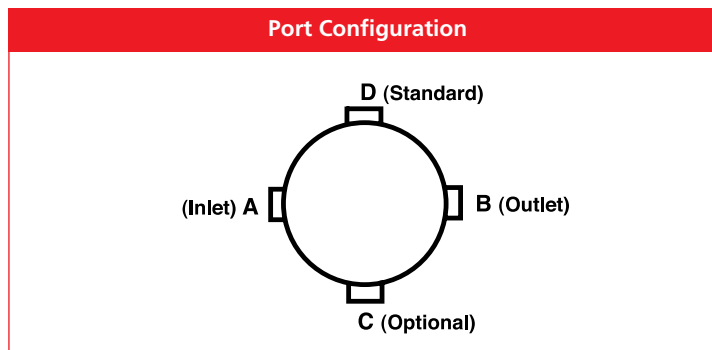 Port Configuration
D (Standard)
(Inlet) A
B (Outlet)
C (Optional)